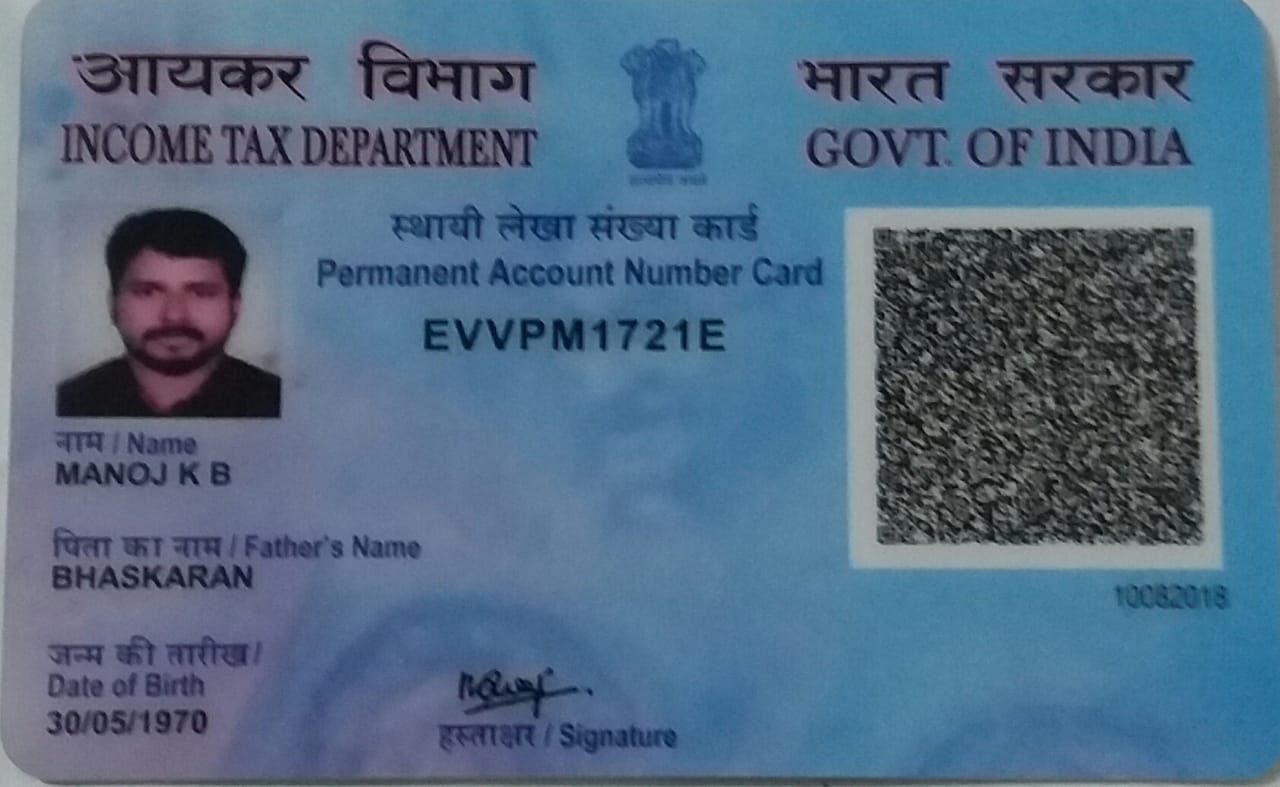 आयकर विभाग
INCOME TAX DEPARTMENT
भारत सरकार
GOVT. OF INDIA
सत्यमेव जयते
स्थायी लेखा संख्या कार्ड
Permanent Account Number Card
EVVPM1721E
नाम / Name
MANOJ K B
पिता का नाम / Father's Name
BHASKARAN
जन्म की तारीख /
Date of Birth
30/05/1970
हस्ताक्षर / Signature
10082018